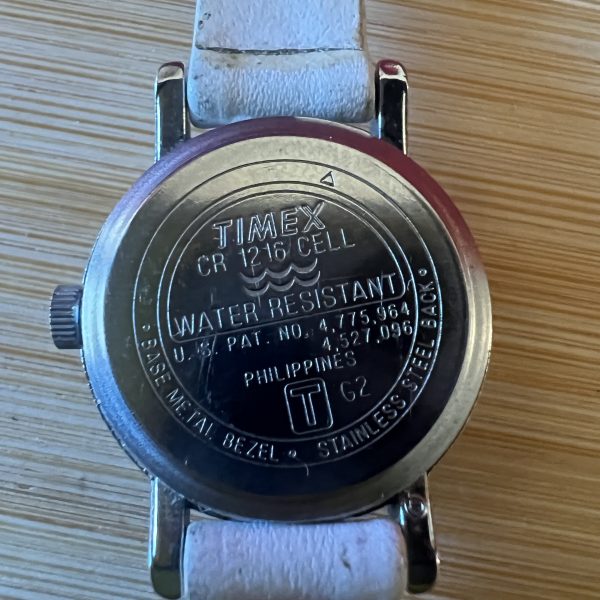 TIMEX
CR 1216 CELL
WATER RESISTANT
U.S. PAT. NO. 4,775,964
4,527,096
PHILIPPINES
T G2
• BASE METAL BEZEL • STAINLESS STEEL BACK •